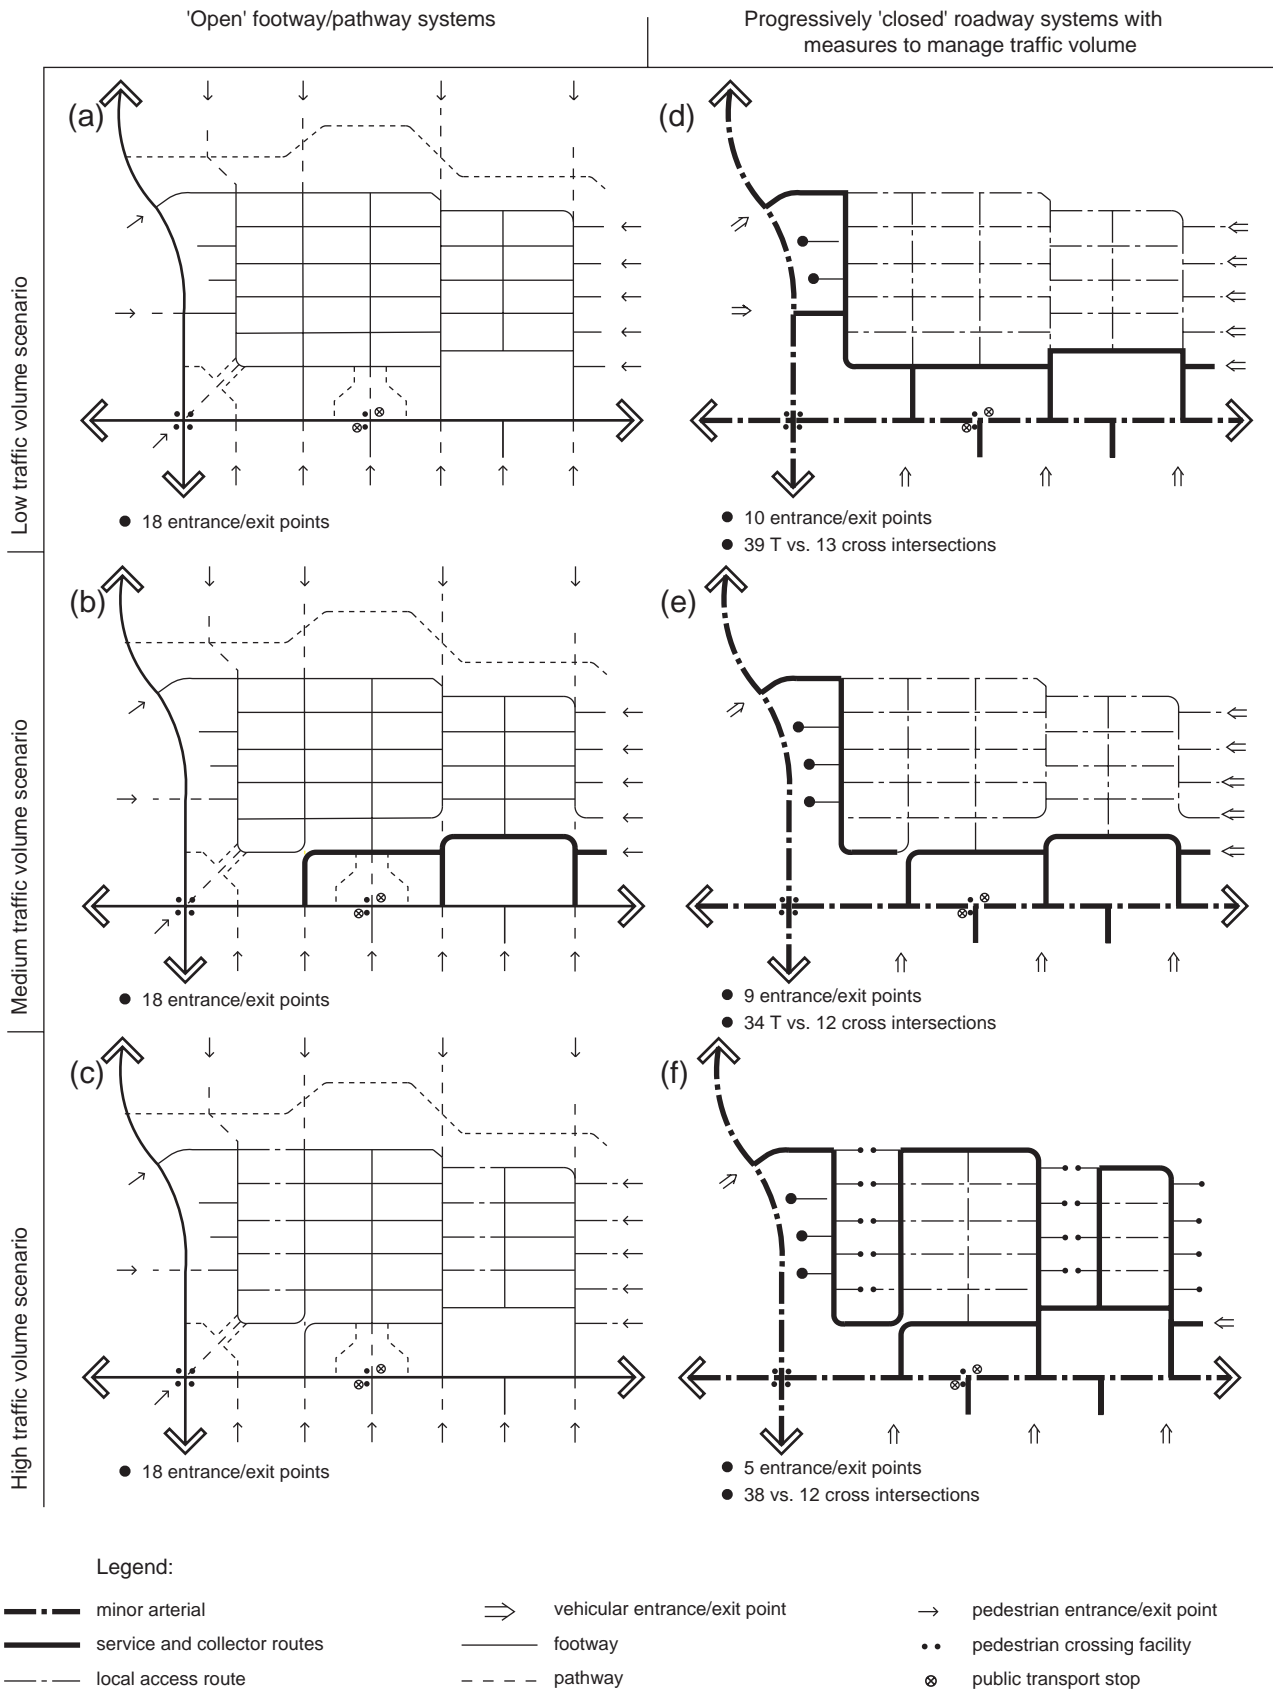 'Open' footway/pathway systems
Progressively 'closed' roadway systems with
measures to manage traffic volume
Low traffic volume scenario
(a)
18 entrance/exit points
(d)
10 entrance/exit points
39 T vs. 13 cross intersections
Medium traffic volume scenario
(b)
18 entrance/exit points
(e)
9 entrance/exit points
34 T vs. 12 cross intersections
High traffic volume scenario
(c)
18 entrance/exit points
(f)
5 entrance/exit points
38 vs. 12 cross intersections
Legend:
minor arterial
service and collector routes
local access route
vehicular entrance/exit point
footway
pathway
pedestrian entrance/exit point
pedestrian crossing facility
public transport stop